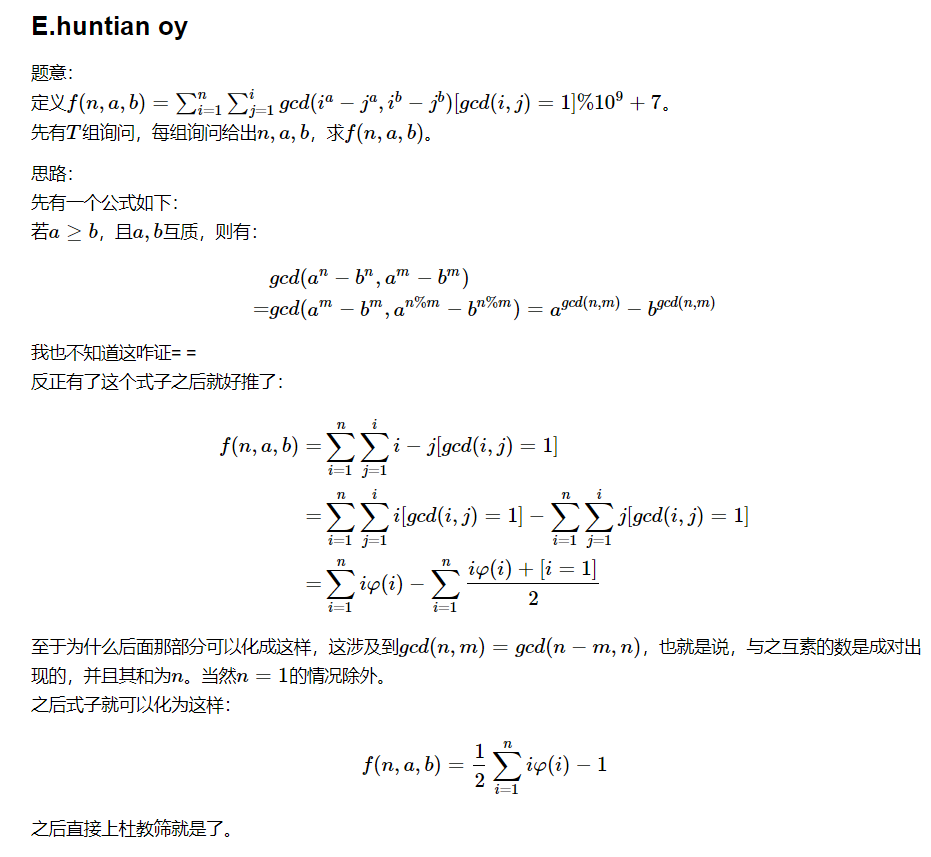 E.huntian oy
题意：
定义$f(n,a,b)=\sum_{i=1}^{n}\sum_{j=1}^{i}gcd(i^a-j^a,i^b-j^b)[gcd(i,j)=1]\%10^9+7$。
先有$T$组询问，每组询问给出$n,a,b$，求$f(n,a,b)$。
思路：
先有一个公式如下：
若$a\geq b$，且$a,b$互质，则有：
$gcd(a^n-b^n,a^m-b^m)$
$=gcd(a^m-b^m,a^{n\%m}-b^{n\%m})=a^{gcd(n,m)}-b^{gcd(n,m)}$
我也不知道这咋证= =
反正有了这个式子之后就好推了：
$f(n,a,b)=\sum_{i=1}^{n}\sum_{j=1}^{i}i-j[gcd(i,j)=1]$
$=\sum_{i=1}^{n}\sum_{j=1}^{i}i[gcd(i,j)=1]-\sum_{i=1}^{n}\sum_{j=1}^{i}j[gcd(i,j)=1]$
$=\sum_{i=1}^{n}i\varphi(i)-\sum_{i=1}^{n}\frac{i\varphi(i)+[i=1]}{2}$
至于为什么后面那部分可以化成这样，这涉及到$gcd(n,m)=gcd(n-m,n)$，也就是说，与之互素的数是成对出
现的，并且其和为$n$。当然$n=1$的情况除外。
之后式子就可以化为这样：
$f(n,a,b)=\frac{1}{2}\sum_{i=1}^{n}i\varphi(i)-1$
之后直接上杜教筛就是了。